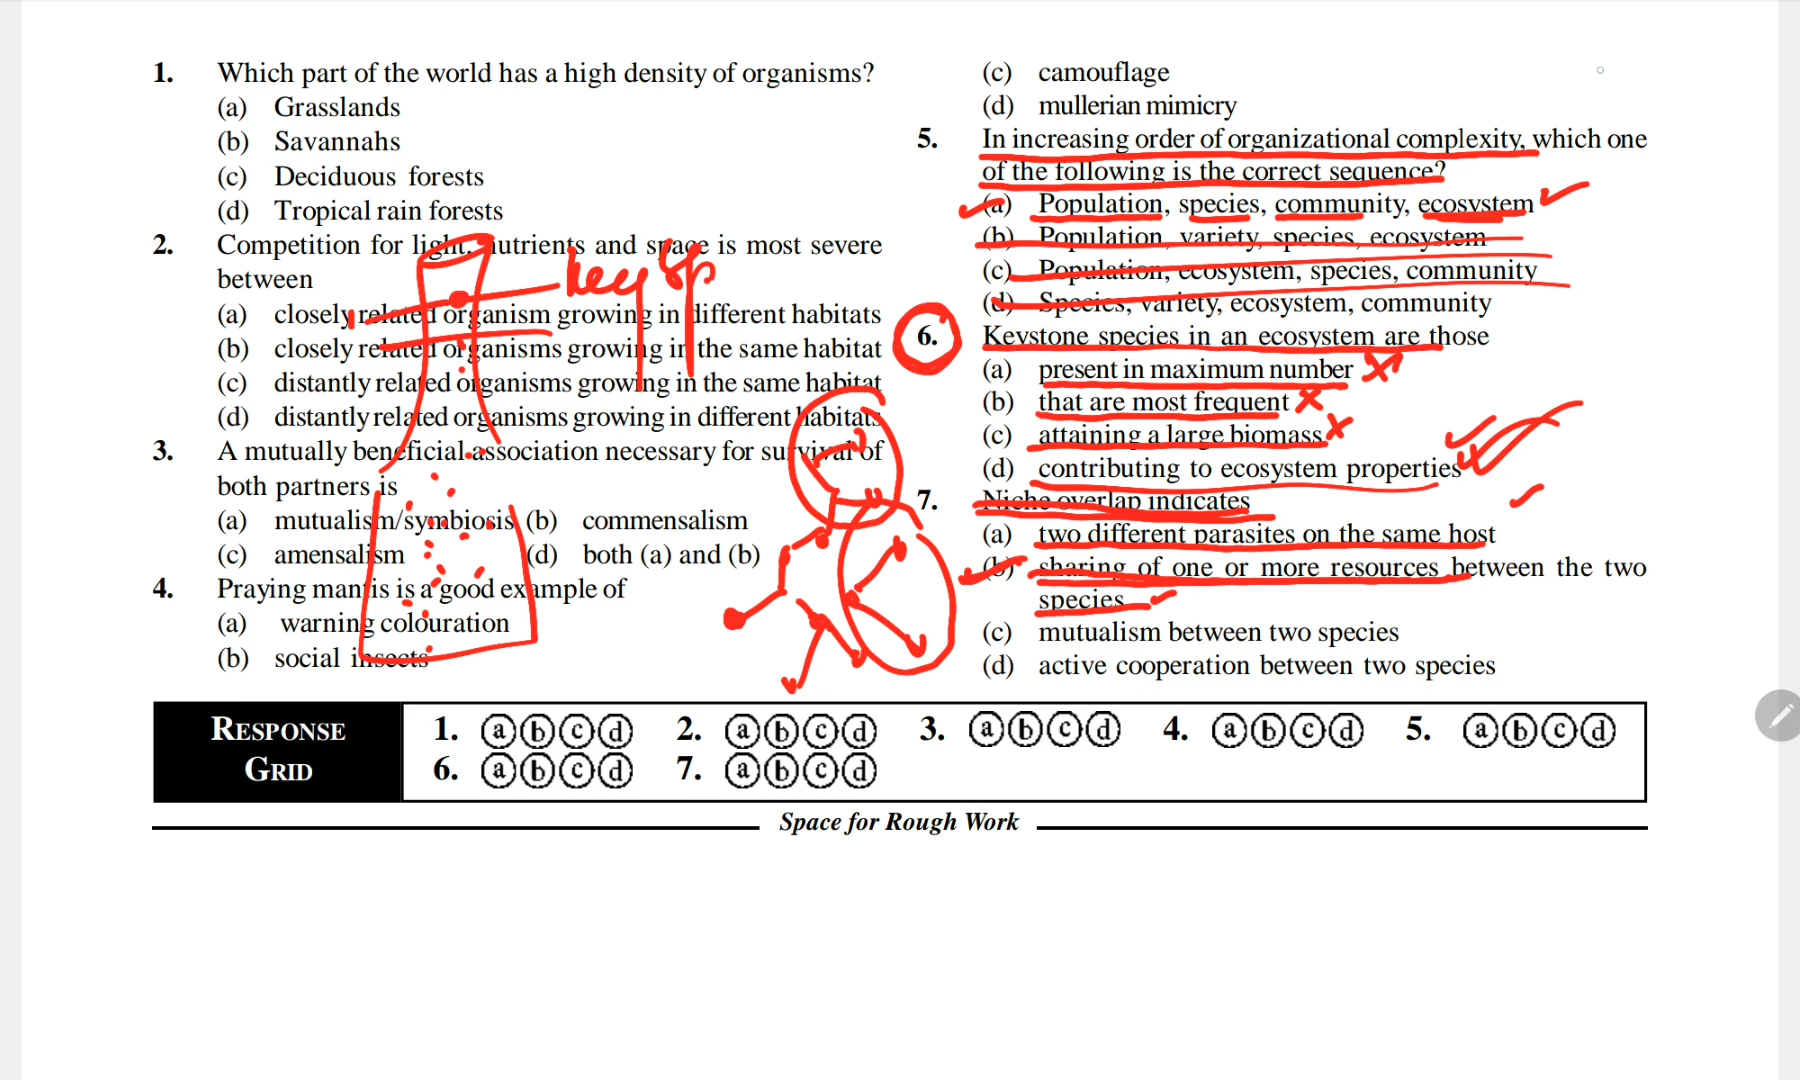 1. Which part of the world has a high density of organisms?
(a) Grasslands
(b) Savannahs
(c) Deciduous forests
(d) Tropical rain forests
2. Competition for light, nutrients and space is most severe
between
(a) closely related organism growing in different habitats
(b) closely related organisms growing in the same habitat
(c) distantly related organisms growing in the same habitat
(d) distantly related organisms growing in different habitats
3. A mutually beneficial association necessary for survival of
both partners is
(a) mutualism/symbiosis (b) commensalism
(c) amensalism (d) both (a) and (b)
4. Praying mantis is a good example of
(a) warning colouration
(b) social insects
key sp
(c) camouflage
(d) mullerian mimicry
5. In increasing order of organizational complexity, which one
of the following is the correct sequence?
(a) Population, species, community, ecosystem
(b) Population, variety, species, ecosystem
(c) Population, ecosystem, species, community
(d) Species, variety, ecosystem, community
6. Keystone species in an ecosystem are those
(a) present in maximum number
(b) that are most frequent
(c) attaining a large biomass
(d) contributing to ecosystem properties
7. Niche overlap indicates
(a) two different parasites on the same host
(b) sharing of one or more resources between the two
species
(c) mutualism between two species
(d) active cooperation between two species
RESPONSE
GRID
1. a b c d 2. a b c d 3. a b c d 4. a b c d 5. a b c d
6. a b c d 7. a b c d
Space for Rough Work